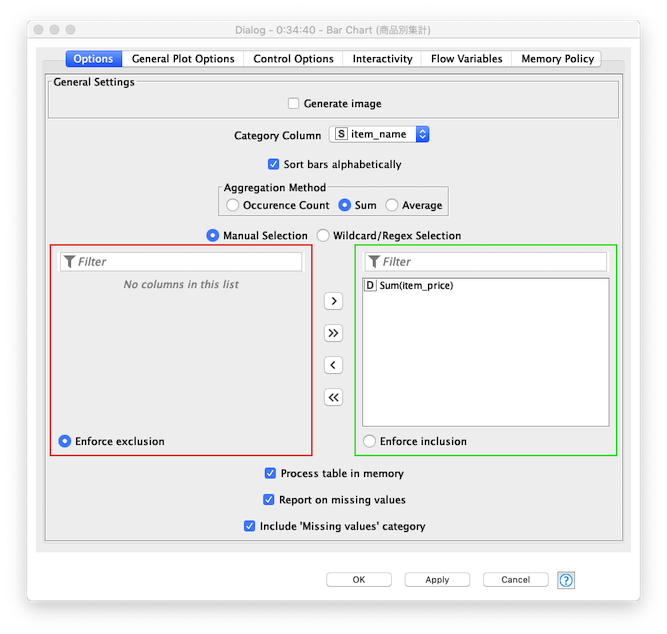 Dialog - 0:34:40 - Bar Chart (商品別集計)
Options General Plot Options Control Options Interactivity Flow Variables Memory Policy
General Settings
Generate image
Category Column S item_name
Sort bars alphabetically
Aggregation Method
Occurence Count Sum Average
Manual Selection Wildcard/Regex Selection
Filter Filter
No columns in this list
D Sum(item_price)
>
>>
<
<<
Enforce exclusion Enforce inclusion
Process table in memory
Report on missing values
Include 'Missing values' category
OK Apply Cancel ?